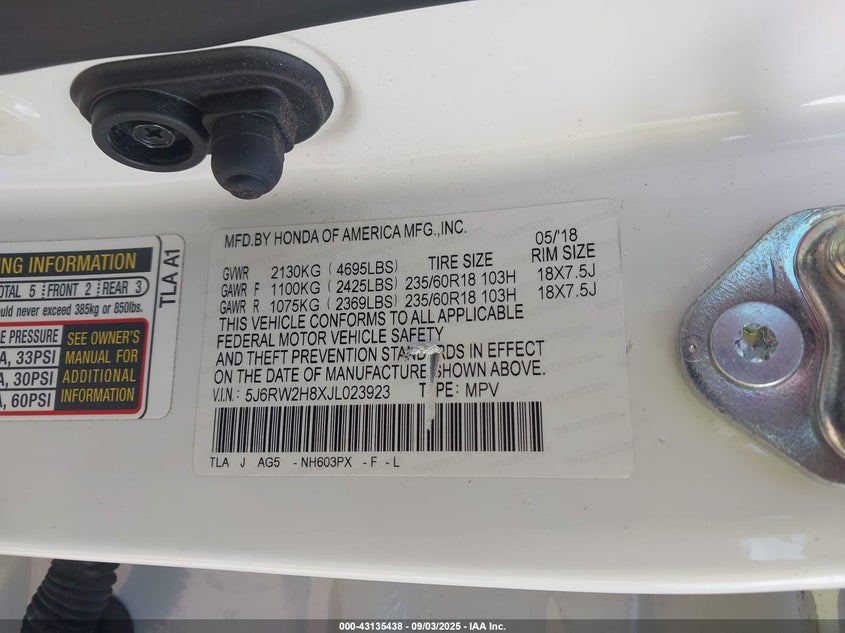 MFD.BY HONDA OF AMERICA MFG.,INC. 05/'18
GVWR 2130KG (4695LBS) TIRE SIZE RIM SIZE
GAWR F 1100KG (2425LBS) 235/60R18 103H 18X7.5J
GAWR R 1075KG (2369LBS) 235/60R18 103H 18X7.5J
THIS VEHICLE CONFORMS TO ALL APPLICABLE
FEDERAL MOTOR VEHICLE SAFETY
AND THEFT PREVENTION STANDARDS IN EFFECT
ON THE DATE OF MANUFACTURE SHOWN ABOVE.
V.I.N.: 5J6RW2H8XJL023923 TYPE: MPV
TLA J AG5 -NH603PX -F -L
INFORMATION
TOTAL 5 FRONT 2 REAR 3
never exceed 385kg or 850lbs.
TLA A1
PRESSURE
33PSI
30PSI
60PSI
SEE OWNER'S
MANUAL FOR
ADDITIONAL
INFORMATION
000-43135438 - 09/03/2025 - IAA Inc.